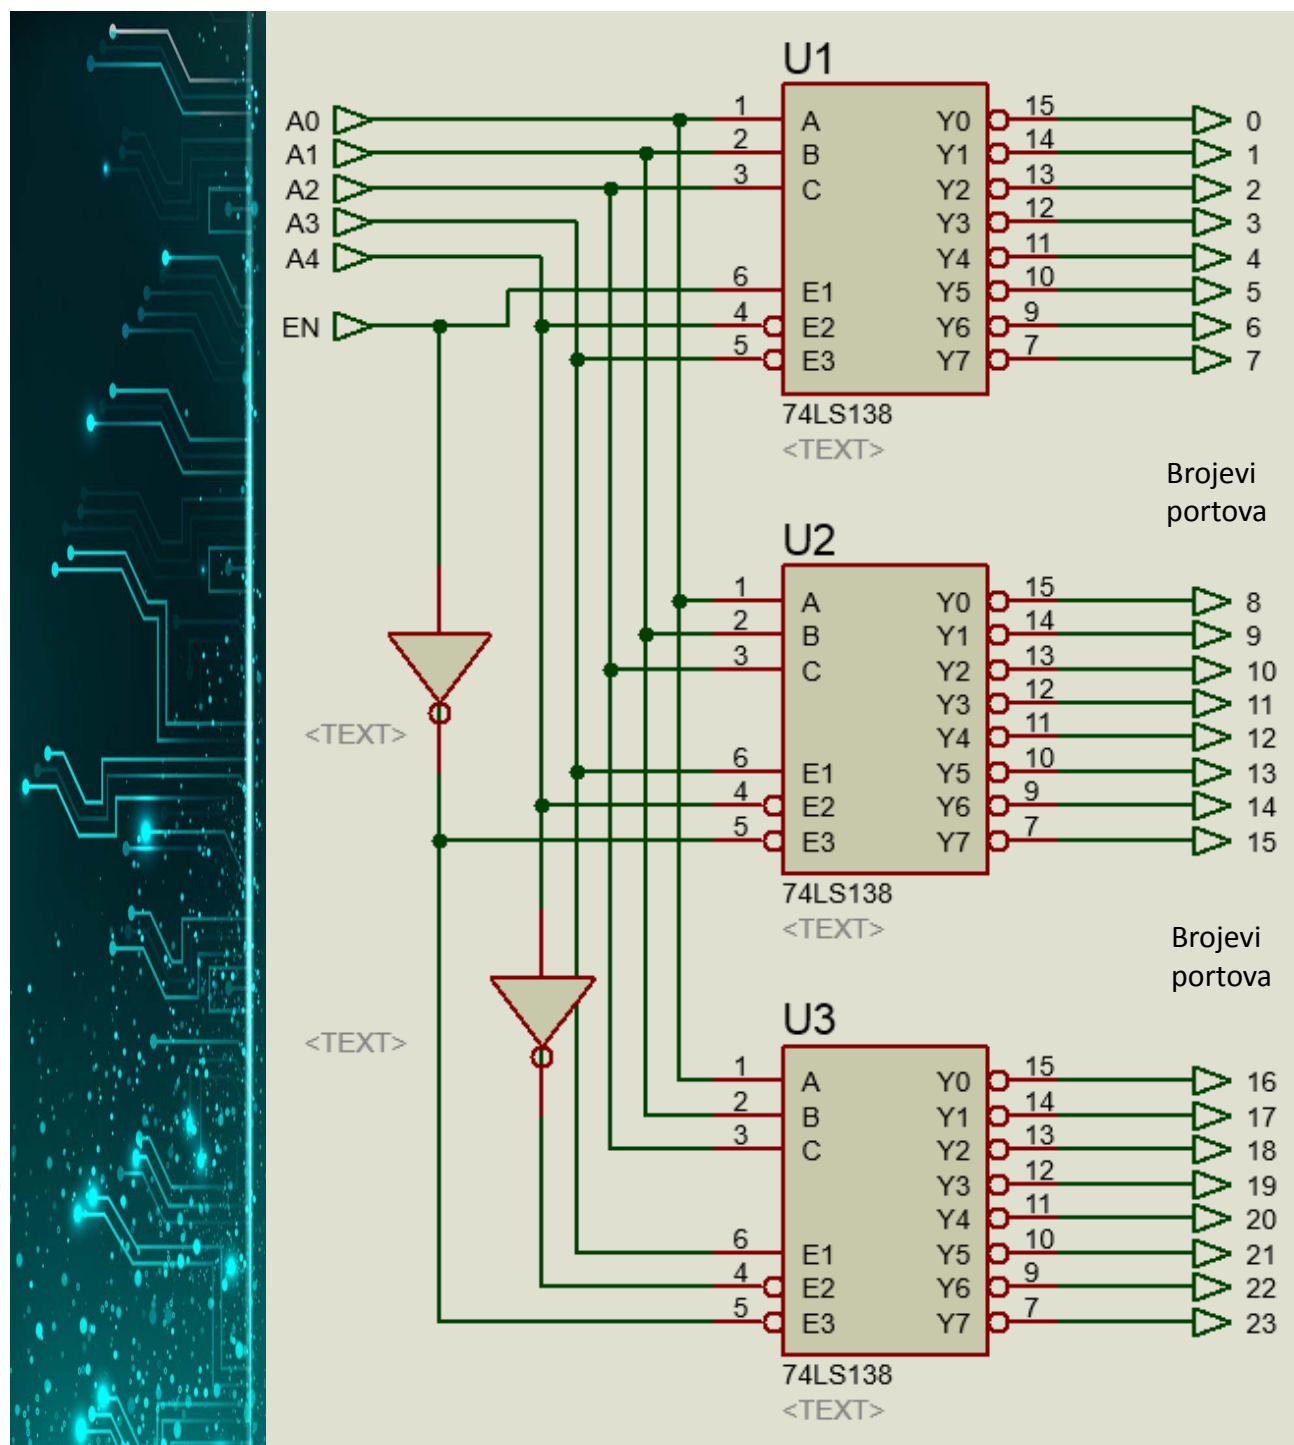 U1
A0 1 A Y0 15 0
A1 2 B Y1 14 1
A2 3 C Y2 13 2
A3 Y3 12 3
A4 Y4 11 4
6 E1 Y5 10 5
EN 4 E2 Y6 9 6
5 E3 Y7 7 7
74LS138
<TEXT>
Brojevi
portova
U2
1 A Y0 15 8
2 B Y1 14 9
3 C Y2 13 10
Y3 12 11
Y4 11 12
6 E1 Y5 10 13
4 E2 Y6 9 14
5 E3 Y7 7 15
<TEXT>
74LS138
<TEXT>
Brojevi
portova
U3
<TEXT>
1 A Y0 15 16
2 B Y1 14 17
3 C Y2 13 18
Y3 12 19
Y4 11 20
6 E1 Y5 10 21
4 E2 Y6 9 22
5 E3 Y7 7 23
74LS138
<TEXT>